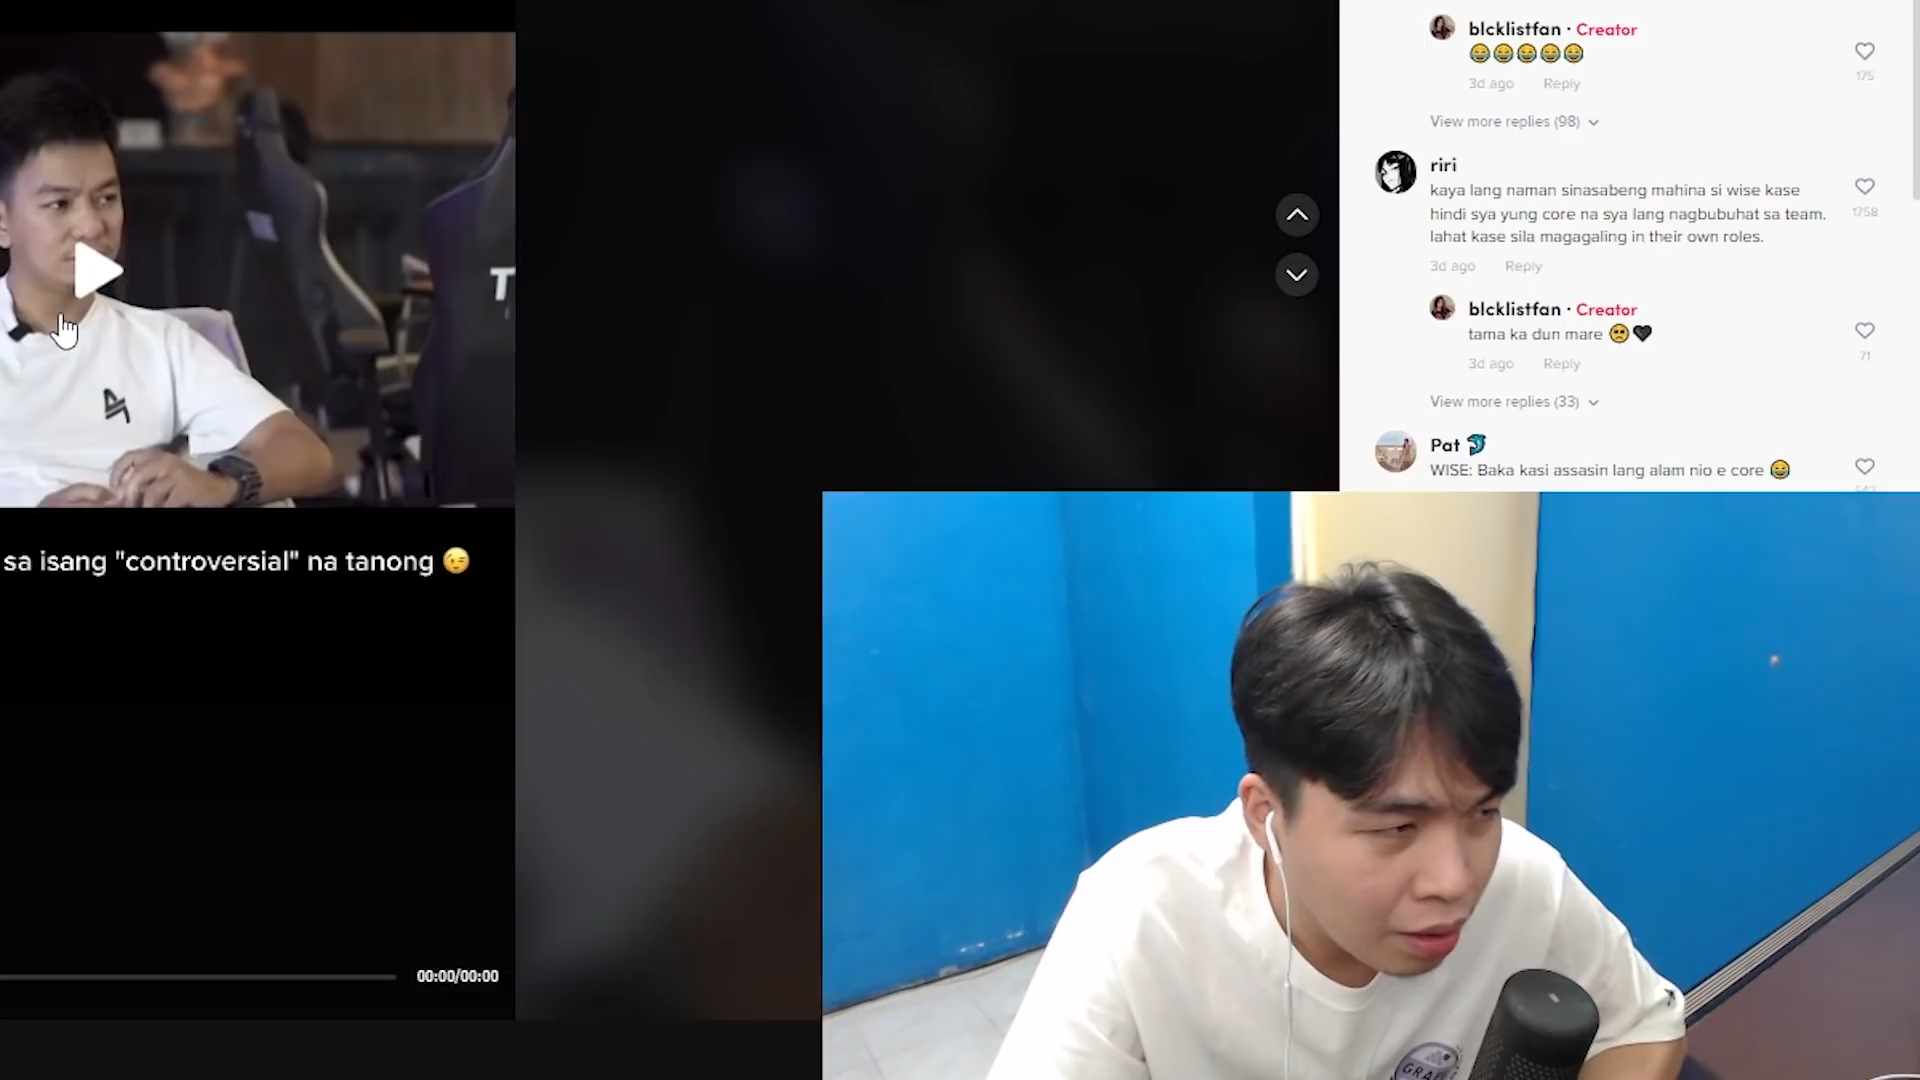 T
sa isang "controversial" na tanong 😉
00:00/00:00
blcklistfan · Creator
😂😂😂😂😂
3d ago Reply
175
View more replies (98)
riri
kaya lang naman sinasabeng mahina si wise kase
hindi sya yung core na sya lang nagbubuhat sa team.
lahat kase sila magagaling in their own roles.
1758
3d ago Reply
blcklistfan · Creator
tama ka dun mare 🥺🖤
3d ago Reply
71
View more replies (33)
Pat 🐬
WISE: Baka kasi assasin lang alam nio e core 😂